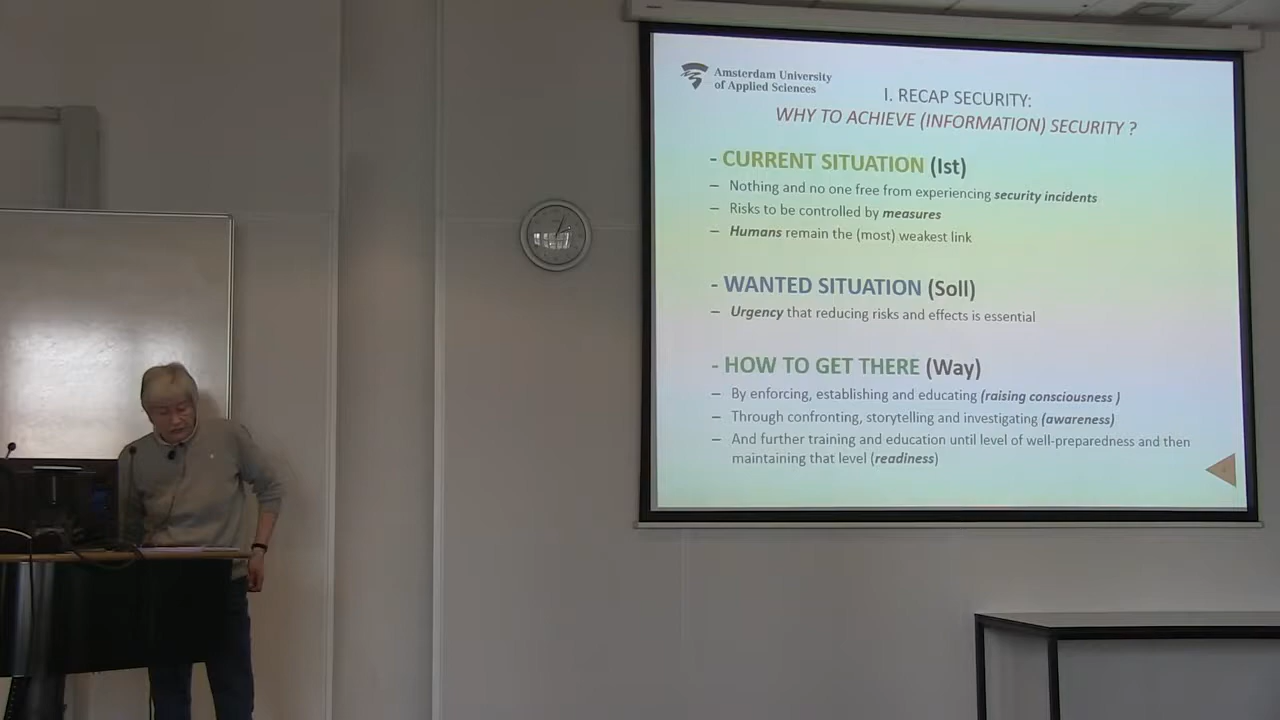 Amsterdam University
of Applied Sciences
I. RECAP SECURITY:
WHY TO ACHIEVE (INFORMATION) SECURITY ?
- CURRENT SITUATION (Ist)
– Nothing and no one free from experiencing security incidents
– Risks to be controlled by measures
– Humans remain the (most) weakest link
- WANTED SITUATION (Soll)
– Urgency that reducing risks and effects is essential
- HOW TO GET THERE (Way)
– By enforcing, establishing and educating (raising consciousness )
– Through confronting, storytelling and investigating (awareness)
– And further training and education until level of well-preparedness and then
maintaining that level (readiness)